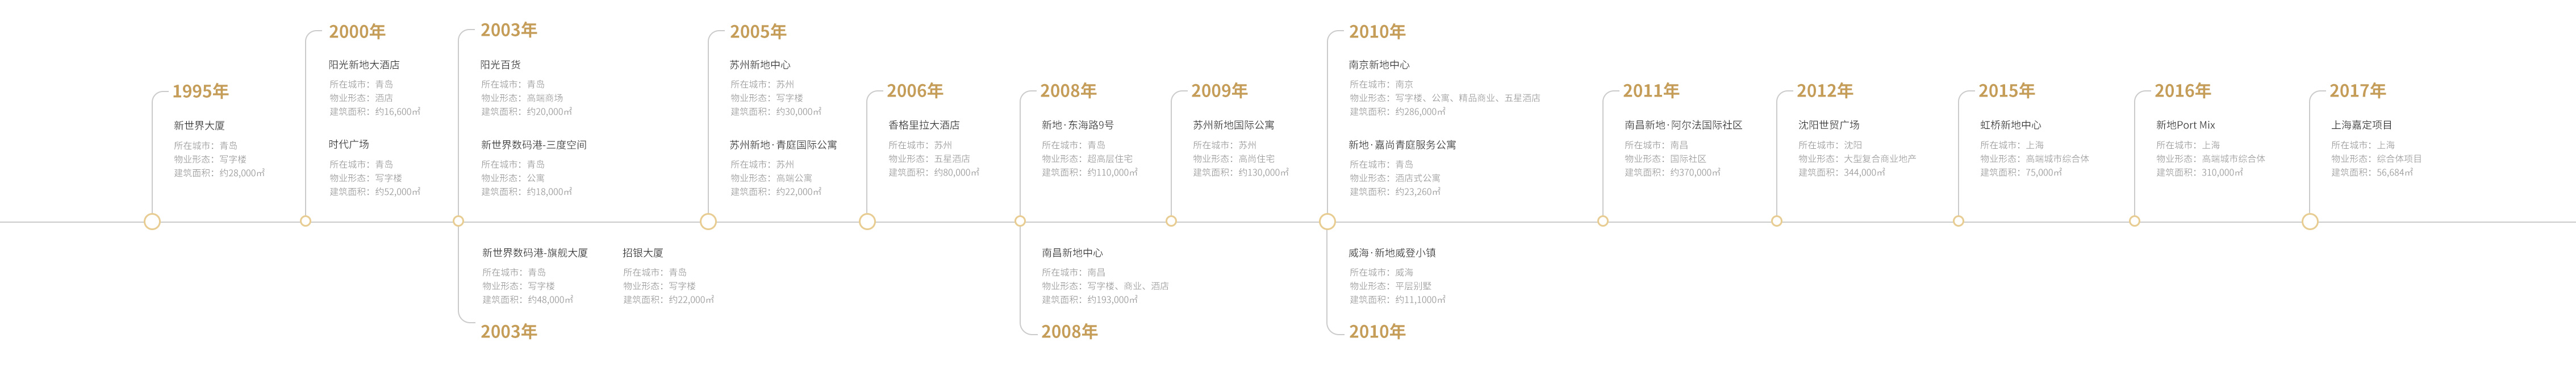 1995年
新世界大厦
所在城市：青岛
物业形态：写字楼
建筑面积：约28,000㎡
2000年
阳光新地大酒店
所在城市：青岛
物业形态：酒店
建筑面积：约16,600㎡
时代广场
所在城市：青岛
物业形态：写字楼
建筑面积：约52,000㎡
2003年
阳光百货
所在城市：青岛
物业形态：高端商场
建筑面积：约20,000㎡
新世界数码港-三度空间
所在城市：青岛
物业形态：公寓
建筑面积：约18,000㎡
新世界数码港-旗舰大厦
所在城市：青岛
物业形态：写字楼
建筑面积：约48,000㎡
招银大厦
所在城市：青岛
物业形态：写字楼
建筑面积：约22,000㎡
2003年
2005年
苏州新地中心
所在城市：苏州
物业形态：写字楼
建筑面积：约30,000㎡
苏州新地·青庭国际公寓
所在城市：苏州
物业形态：高端公寓
建筑面积：约22,000㎡
2006年
香格里拉大酒店
所在城市：苏州
物业形态：五星酒店
建筑面积：约80,000㎡
2008年
新地·东海路9号
所在城市：青岛
物业形态：超高层住宅
建筑面积：约110,000㎡
南昌新地中心
所在城市：南昌
物业形态：写字楼、商业、酒店
建筑面积：约193,000㎡
2008年
2009年
苏州新地国际公寓
所在城市：苏州
物业形态：高尚住宅
建筑面积：约130,000㎡
2010年
南京新地中心
所在城市：南京
物业形态：写字楼、公寓、精品商业、五星酒店
建筑面积：约286,000㎡
新地·嘉尚青庭服务公寓
所在城市：青岛
物业形态：酒店式公寓
建筑面积：约23,260㎡
威海·新地威登小镇
所在城市：威海
物业形态：平层别墅
建筑面积：约11,1000㎡
2010年
2011年
南昌新地·阿尔法国际社区
所在城市：南昌
物业形态：国际社区
建筑面积：约370,000㎡
2012年
沈阳世贸广场
所在城市：沈阳
物业形态：大型复合商业地产
建筑面积：344,000㎡
2015年
虹桥新地中心
所在城市：上海
物业形态：高端城市综合体
建筑面积：75,000㎡
2016年
新地Port Mix
所在城市：上海
物业形态：高端城市综合体
建筑面积：310,000㎡
2017年
上海嘉定项目
所在城市：上海
物业形态：综合体项目
建筑面积：56,684㎡